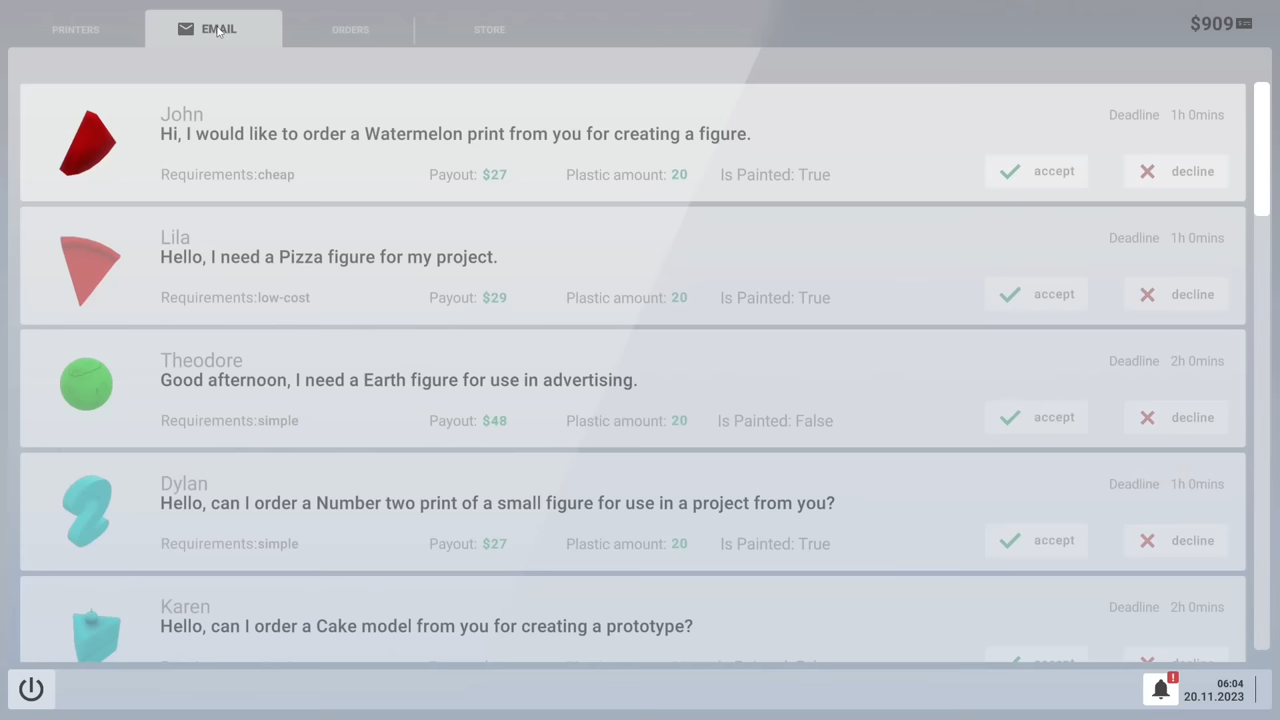 PRINTERS
EMAIL
ORDERS
STORE
$909
John
Deadline 1h 0mins
Hi, I would like to order a Watermelon print from you for creating a figure.
Requirements:cheap Payout: $27 Plastic amount: 20 Is Painted: True accept decline
Lila
Deadline 1h 0mins
Hello, I need a Pizza figure for my project.
Requirements:low-cost Payout: $29 Plastic amount: 20 Is Painted: True accept decline
Theodore
Deadline 2h 0mins
Good afternoon, I need a Earth figure for use in advertising.
Requirements:simple Payout: $48 Plastic amount: 20 Is Painted: False accept decline
Dylan
Deadline 1h 0mins
Hello, can I order a Number two print of a small figure for use in a project from you?
Requirements:simple Payout: $27 Plastic amount: 20 Is Painted: True accept decline
Karen
Deadline 2h 0mins
Hello, can I order a Cake model from you for creating a prototype?
06:04
20.11.2023